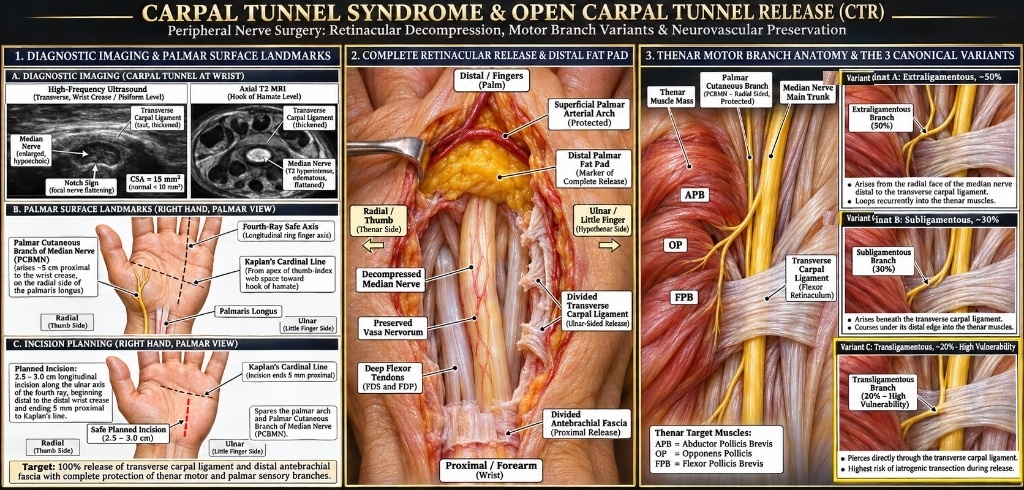 CARPAL TUNNEL SYNDROME & OPEN CARPAL TUNNEL RELEASE (CTR)
Peripheral Nerve Surgery: Retinacular Decompression, Motor Branch Variants & Neurovascular Preservation
1. DIAGNOSTIC IMAGING & PALMAR SURFACE LANDMARKS
A. DIAGNOSTIC IMAGING (CARPAL TUNNEL AT WRIST)
High-Frequency Ultrasound
(Transverse, Wrist Crease / Pisiform Level)
Transverse
Carpal Ligament
(taut, thickened)
Median
Nerve
(enlarged,
hypoechoic)
Notch Sign
(focal nerve flattening)
CSA = 15 mm²
(normal < 10 mm²)
Axial T2 MRI
(Hook of Hamate Level)
Transverse
Carpal Ligament
(thickened)
Median Nerve
(T2 hyperintense,
edematous,
flattened)
B. PALMAR SURFACE LANDMARKS (RIGHT HAND, PALMAR VIEW)
Palmar Cutaneous
Branch of Median Nerve
(PCBMN)
(arises ~5 cm proximal
to the wrist crease,
on the radial side of
the palmaris longus)
Fourth-Ray Safe Axis
(Longitudinal ring finger axis)
Kaplan's Cardinal Line
(From apex of thumb-index
web space toward
hook of hamate)
Palmaris Longus
Radial
(Thumb Side)
Ulnar
(Little Finger Side)
C. INCISION PLANNING (RIGHT HAND, PALMAR VIEW)
Planned Incision:
2.5 – 3.0 cm longitudinal
incision along the ulnar axis
of the fourth ray, beginning
distal to the distal wrist crease
and ending 5 mm proximal
to Kaplan's line.
Kaplan's Cardinal Line
(Incision ends 5 mm proximal)
Spares the palmar arch
and Palmar Cutaneous
Branch of Median Nerve
(PCBMN).
Safe Planned Incision
(2.5 – 3.0 cm)
Radial
(Thumb Side)
Ulnar
(Little Finger Side)
Target: 100% release of transverse carpal ligament and distal antebrachial
fascia with complete protection of thenar motor and palmar sensory branches.
2. COMPLETE RETINACULAR RELEASE & DISTAL FAT PAD
Distal / Fingers
(Palm)
Superficial Palmar
Arterial Arch
(Protected)
Distal Palmar
Fat Pad
(Marker of
Complete Release)
Radial /
Thumb
(Thenar Side)
Ulnar /
Little Finger
(Hypothenar Side)
Decompressed
Median Nerve
Preserved
Vasa Nervorum
Divided
Transverse
Carpal Ligament
(Ulnar-Sided Release)
Deep Flexor
Tendons
(FDS and FDP)
Divided
Antebrachial Fascia
(Proximal Release)
Proximal / Forearm
(Wrist)
3. THENAR MOTOR BRANCH ANATOMY & THE 3 CANONICAL VARIANTS
Thenar
Muscle Mass
Palmar
Cutaneous Branch
(PCBMN – Radial Sided,
Protected)
Median Nerve
Main Trunk
APB
OP
FPB
Transverse
Carpal
Ligament
(Flexor
Retinaculum)
Thenar Target Muscles:
APB = Abductor Pollicis Brevis
OP = Opponens Pollicis
FPB = Flexor Pollicis Brevis
Variant (inat A: Extraligamentous, ~50%
Extraligamentous
Branch
(50%)
• Arises from the radial face of the median nerve
distal to the transverse carpal ligament.
• Loops recurrently into the thenar muscles.
Variant (inat B: Subligamentous, ~30%
Subligamentous
Branch
(30%)
• Arises beneath the transverse carpal ligament.
• Courses under its distal edge into the thenar muscles.
Variant C: Transligamentous, ~20% - High Vulnerability
Transligamentous
Branch
(20% – High
Vulnerability)
• Pierces directly through the transverse carpal ligament.
• Highest risk of iatrogenic transection during release.